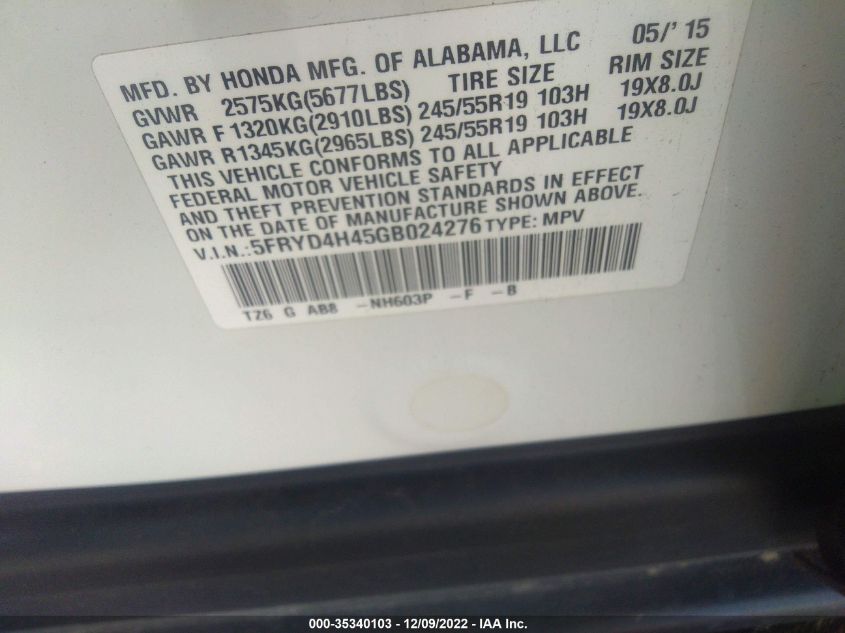 MFD. BY HONDA MFG. OF ALABAMA, LLC 05/' 15
GVWR 2575KG(5677LBS) TIRE SIZE RIM SIZE
GAWR F 1320KG(2910LBS) 245/55R19 103H 19X8.0J
GAWR R1345KG(2965LBS) 245/55R19 103H 19X8.0J
THIS VEHICLE CONFORMS TO ALL APPLICABLE
FEDERAL MOTOR VEHICLE SAFETY
AND THEFT PREVENTION STANDARDS IN EFFECT
ON THE DATE OF MANUFACTURE SHOWN ABOVE.
V.I.N.:5FRYD4H45GB024276 TYPE: MPV
TZ6 G AB8 -NH603P -F -B
000-35340103 - 12/09/2022 - IAA Inc.